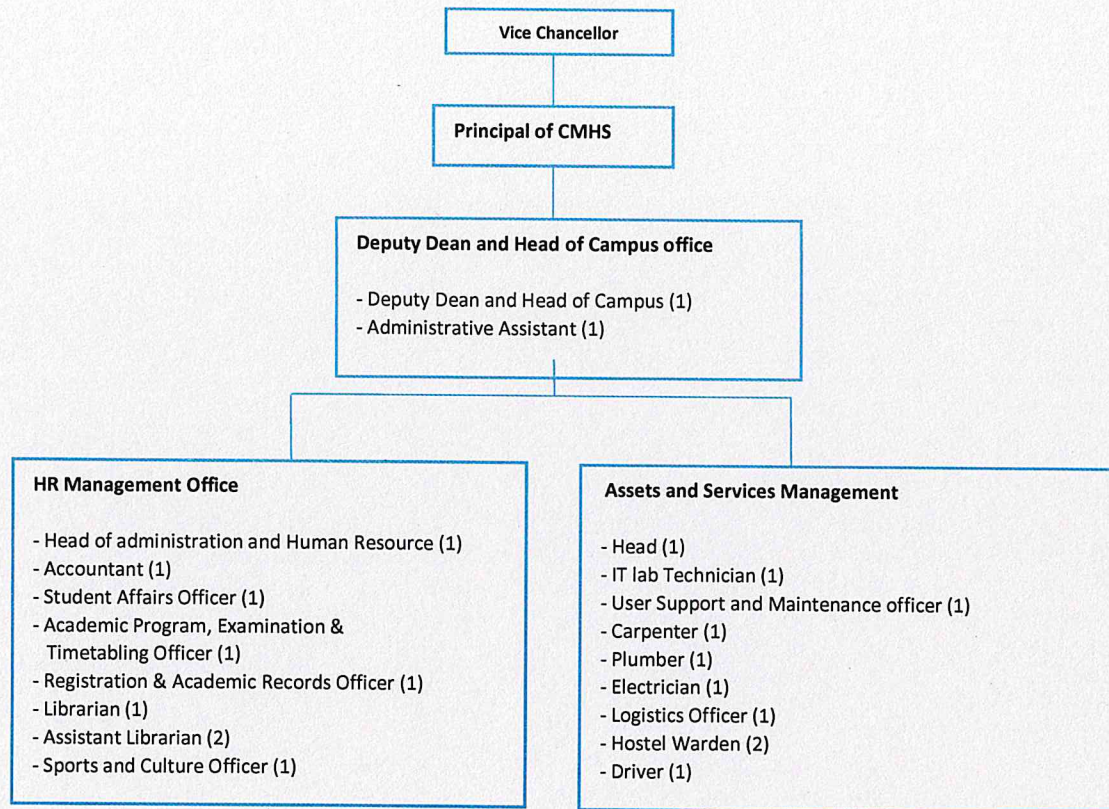 Vice Chancellor
Principal of CMHS
Deputy Dean and Head of Campus office
- Deputy Dean and Head of Campus (1)
- Administrative Assistant (1)
HR Management Office
- Head of administration and Human Resource (1)
- Accountant (1)
- Student Affairs Officer (1)
- Academic Program, Examination &
Timetabling Officer (1)
- Registration & Academic Records Officer (1)
- Librarian (1)
- Assistant Librarian (2)
- Sports and Culture Officer (1)
Assets and Services Management
- Head (1)
- IT lab Technician (1)
- User Support and Maintenance officer (1)
- Carpenter (1)
- Plumber (1)
- Electrician (1)
- Logistics Officer (1)
- Hostel Warden (2)
- Driver (1)